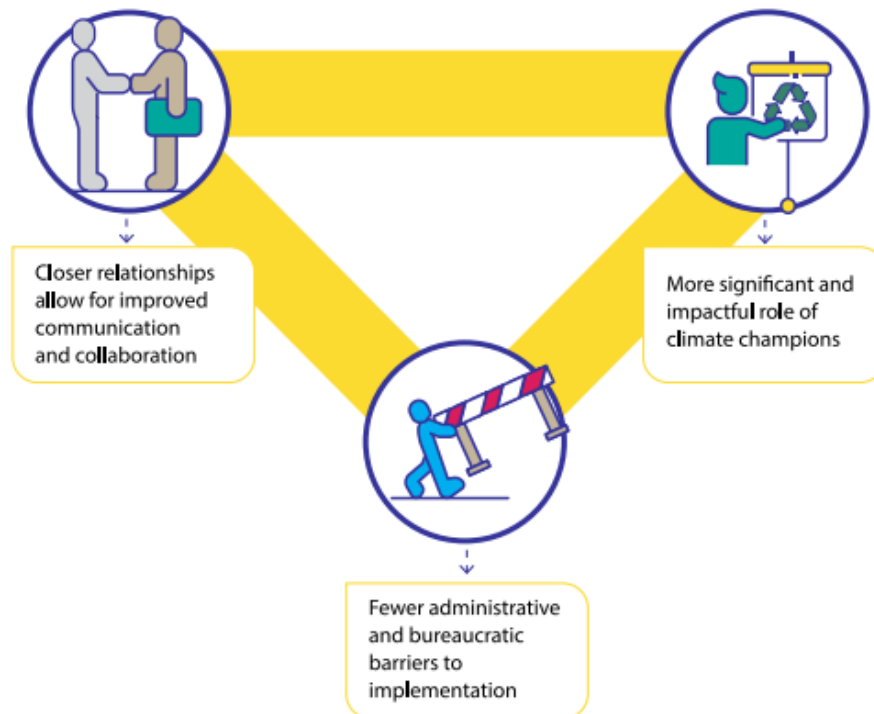 Closer relationships
allow for improved
communication
and collaboration
More significant and
impactful role of
climate champions
Fewer administrative
and bureaucratic
barriers to
implementation